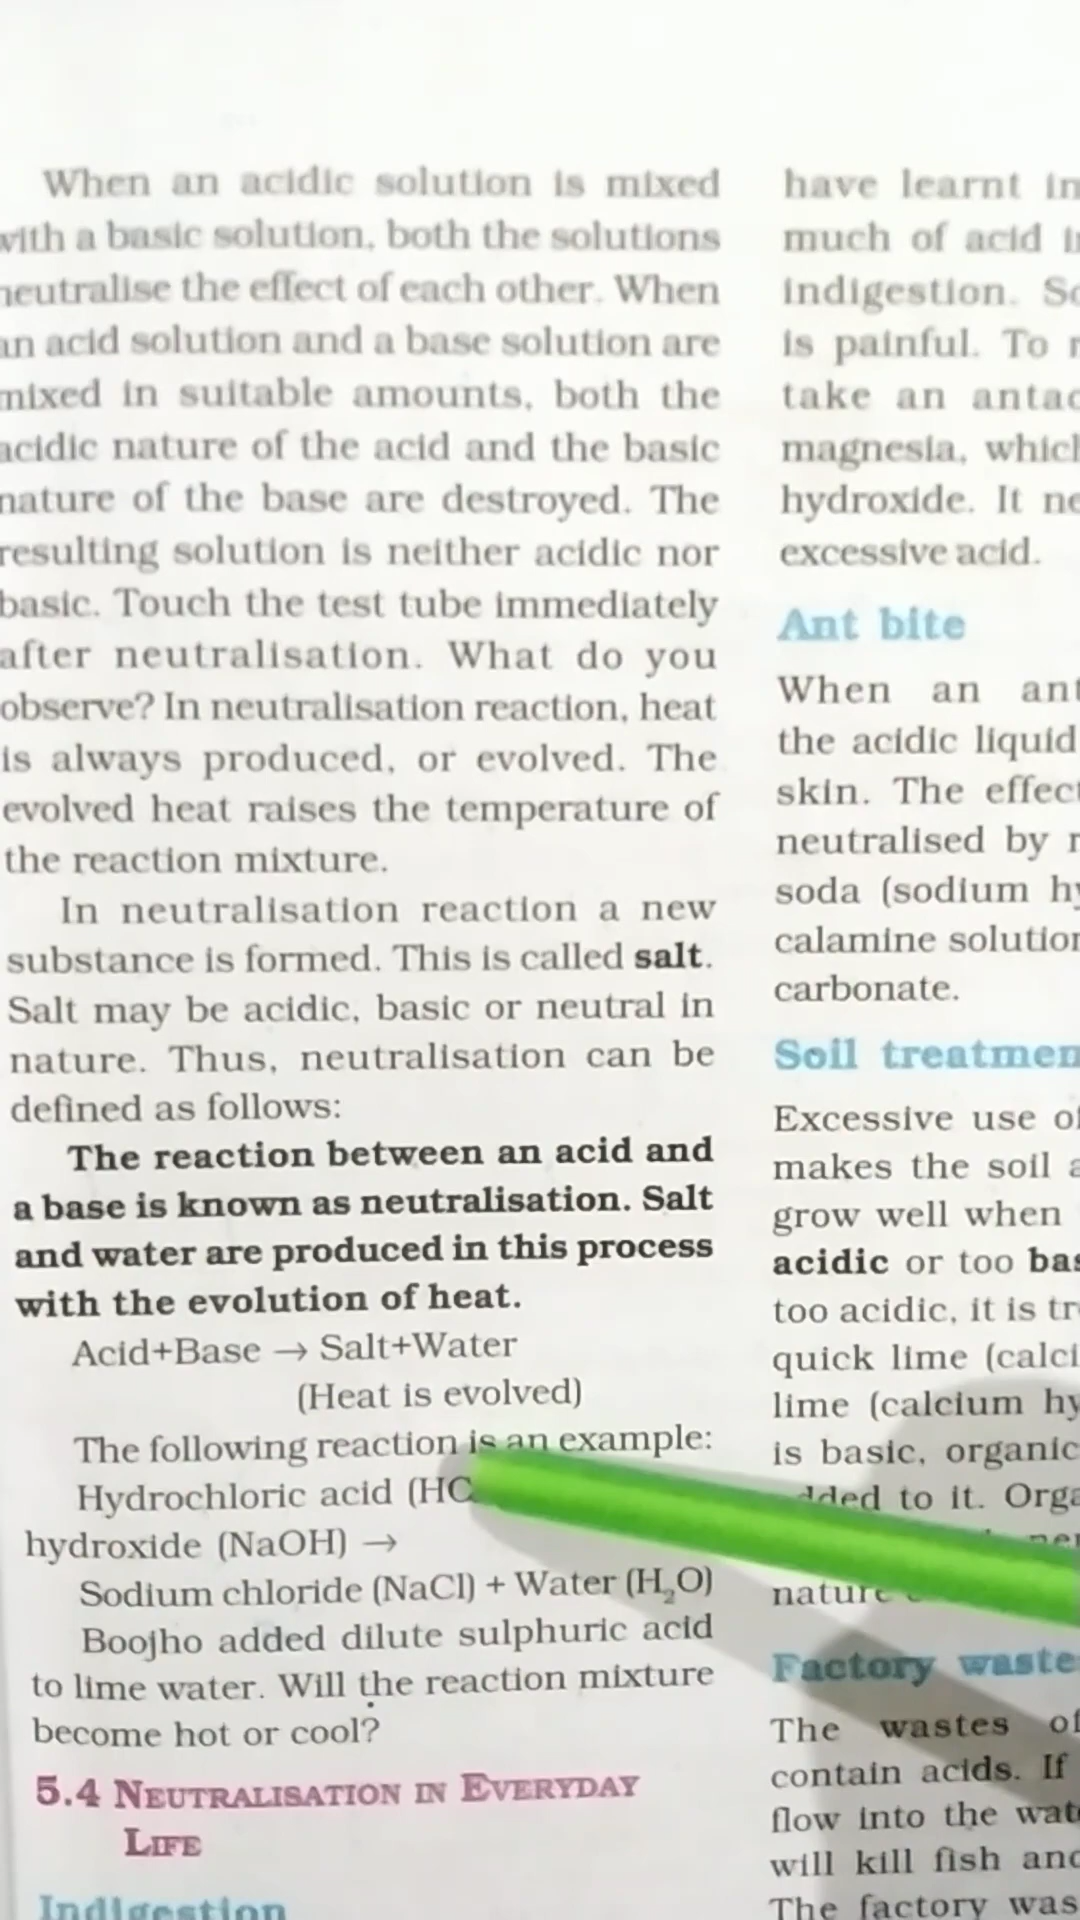 When an acidic solution is mixed
with a basic solution, both the solutions
neutralise the effect of each other. When
an acid solution and a base solution are
mixed in suitable amounts, both the
acidic nature of the acid and the basic
nature of the base are destroyed. The
resulting solution is neither acidic nor
basic. Touch the test tube immediately
after neutralisation. What do you
observe? In neutralisation reaction, heat
is always produced, or evolved. The
evolved heat raises the temperature of
the reaction mixture.
In neutralisation reaction a new
substance is formed. This is called salt.
Salt may be acidic, basic or neutral in
nature. Thus, neutralisation can be
defined as follows:
The reaction between an acid and
a base is known as neutralisation. Salt
and water are produced in this process
with the evolution of heat.
Acid+Base → Salt+Water
(Heat is evolved)
The following reaction is an example:
Hydrochloric acid (HC
hydroxide (NaOH) →
Sodium chloride (NaCl) + Water (H₂O)
Boojho added dilute sulphuric acid
to lime water. Will the reaction mixture
become hot or cool?
5.4 NEUTRALISATION IN EVERYDAY
LIFE
Indigestion
have learnt in
much of acid
indigestion.
is painful. To
take an
magnesia,
hydroxide. It
excessive acid.
Ant bite
When an
the acidic liquid
skin. The
neutralised by
soda (sodium
calamine
carbonate.
Soil
Excessive use
makes the soil
grow well when
acidic or too
too acidic, it is
quick lime
lime (calcium
is basic, organic
to it.
nature
Factory
The wastes
contain acids. If
flow into the
will kill fish
The factory